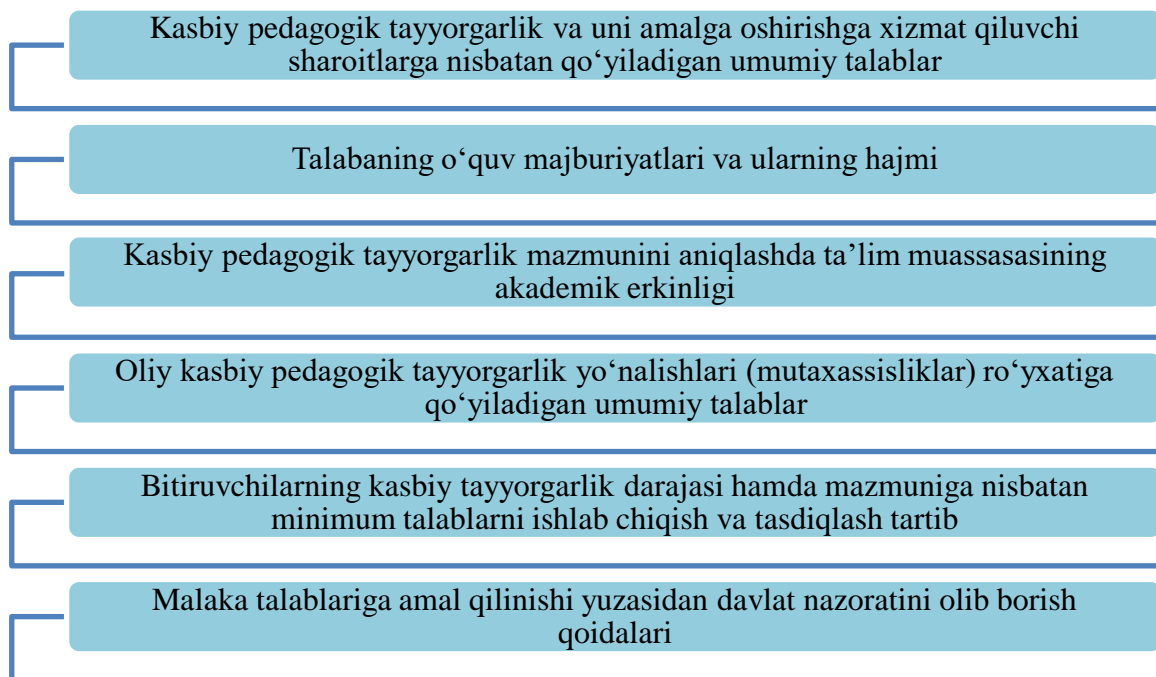 Kasbiy pedagogik tayyorgarlik va uni amalga oshirishga xizmat qiluvchi
sharoitlarga nisbatan qo‘yiladigan umumiy talablar
Talabaning o‘quv majburiyatlari va ularning hajmi
Kasbiy pedagogik tayyorgarlik mazmunini aniqlashda ta’lim muassasasining
akademik erkinligi
Oliy kasbiy pedagogik tayyorgarlik yo‘nalishlari (mutaxassisliklar) ro‘yxatiga
qo‘yiladigan umumiy talablar
Bitiruvchilarning kasbiy tayyorgarlik darajasi hamda mazmuniga nisbatan
minimum talablarni ishlab chiqish va tasdiqlash tartib
Malaka talablariga amal qilinishi yuzasidan davlat nazoratini olib borish
qoidalari